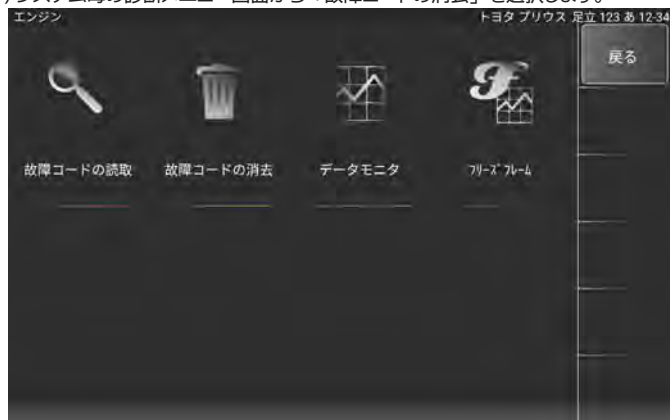 システム毎の診断メニュー画面から「故障コードの消去」を選択します。
エンジン
トヨタ プリウス 足立 123 あ 12-34
戻る
故障コードの読取 故障コードの消去 データモニタ フリーズフレーム